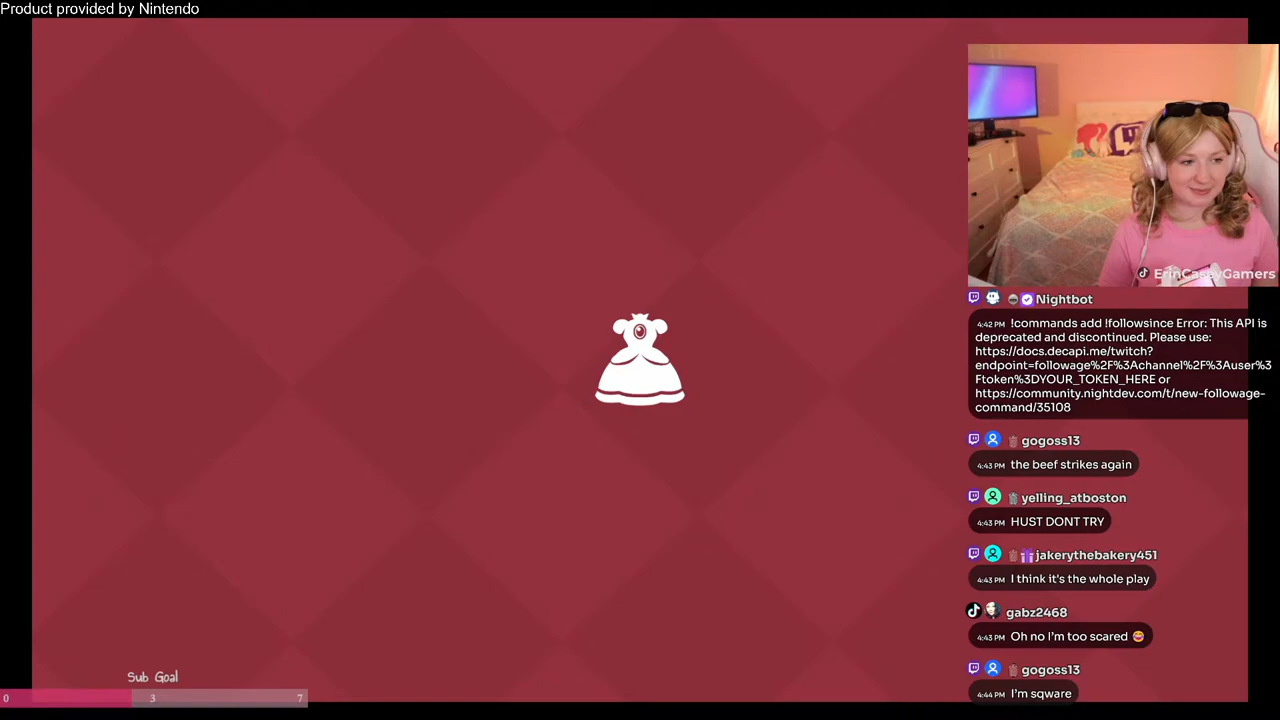 Product provided by Nintendo
ErinCaseyGamers
Nightbot
4:42 PM !commands add !followsince Error: This API is
deprecated and discontinued. Please use:
https://docs.decapi.me/twitch?
endpoint=followage%2F%3Achannel%2F%3Auser%3
Ftoken%3DYOUR_TOKEN_HERE or
https://community.nightdev.com/t/new-followage-
command/35108
gogoss13
4:43 PM the beef strikes again
yelling_atboston
4:43 PM HUST DONT TRY
jakerythebakery451
4:43 PM I think it's the whole play
gabz2468
4:43 PM Oh no I'm too scared 😅
gogoss13
4:44 PM I'm sqware
Sub Goal
0 3 7